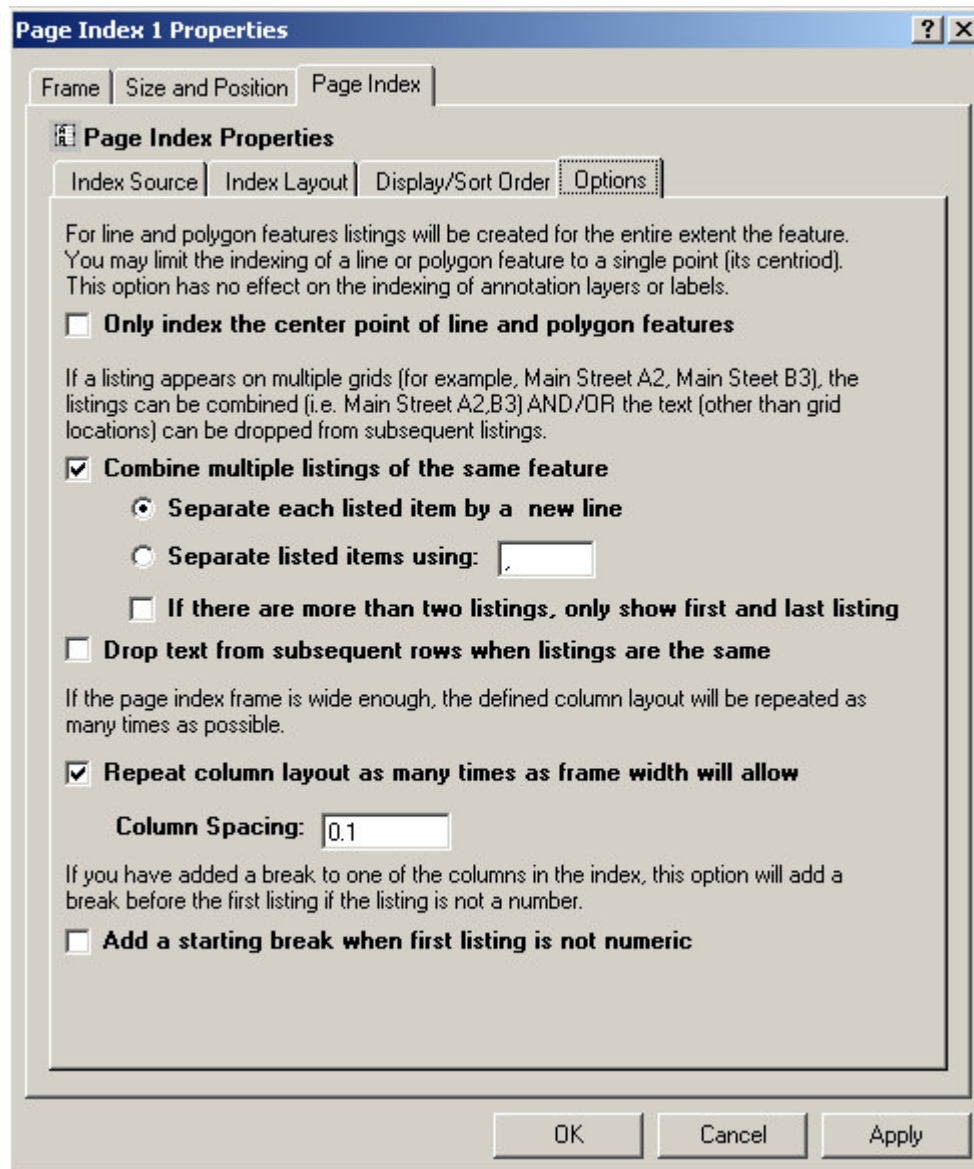 Page Index 1 Properties
? X
Frame Size and Position Page Index
Page Index Properties
Index Source Index Layout Display/Sort Order Options
For line and polygon features listings will be created for the entire extent the feature.
You may limit the indexing of a line or polygon feature to a single point (its centriod).
This option has no effect on the indexing of annotation layers or labels.
Only index the center point of line and polygon features
If a listing appears on multiple grids (for example, Main Street A2, Main Steet B3), the
listings can be combined (i.e. Main Street A2,B3) AND/OR the text (other than grid
locations) can be dropped from subsequent listings.
Combine multiple listings of the same feature
Separate each listed item by a new line
Separate listed items using: ,
If there are more than two listings, only show first and last listing
Drop text from subsequent rows when listings are the same
If the page index frame is wide enough, the defined column layout will be repeated as
many times as possible.
Repeat column layout as many times as frame width will allow
Column Spacing: 0.1
If you have added a break to one of the columns in the index, this option will add a
break before the first listing if the listing is not a number.
Add a starting break when first listing is not numeric
OK Cancel Apply